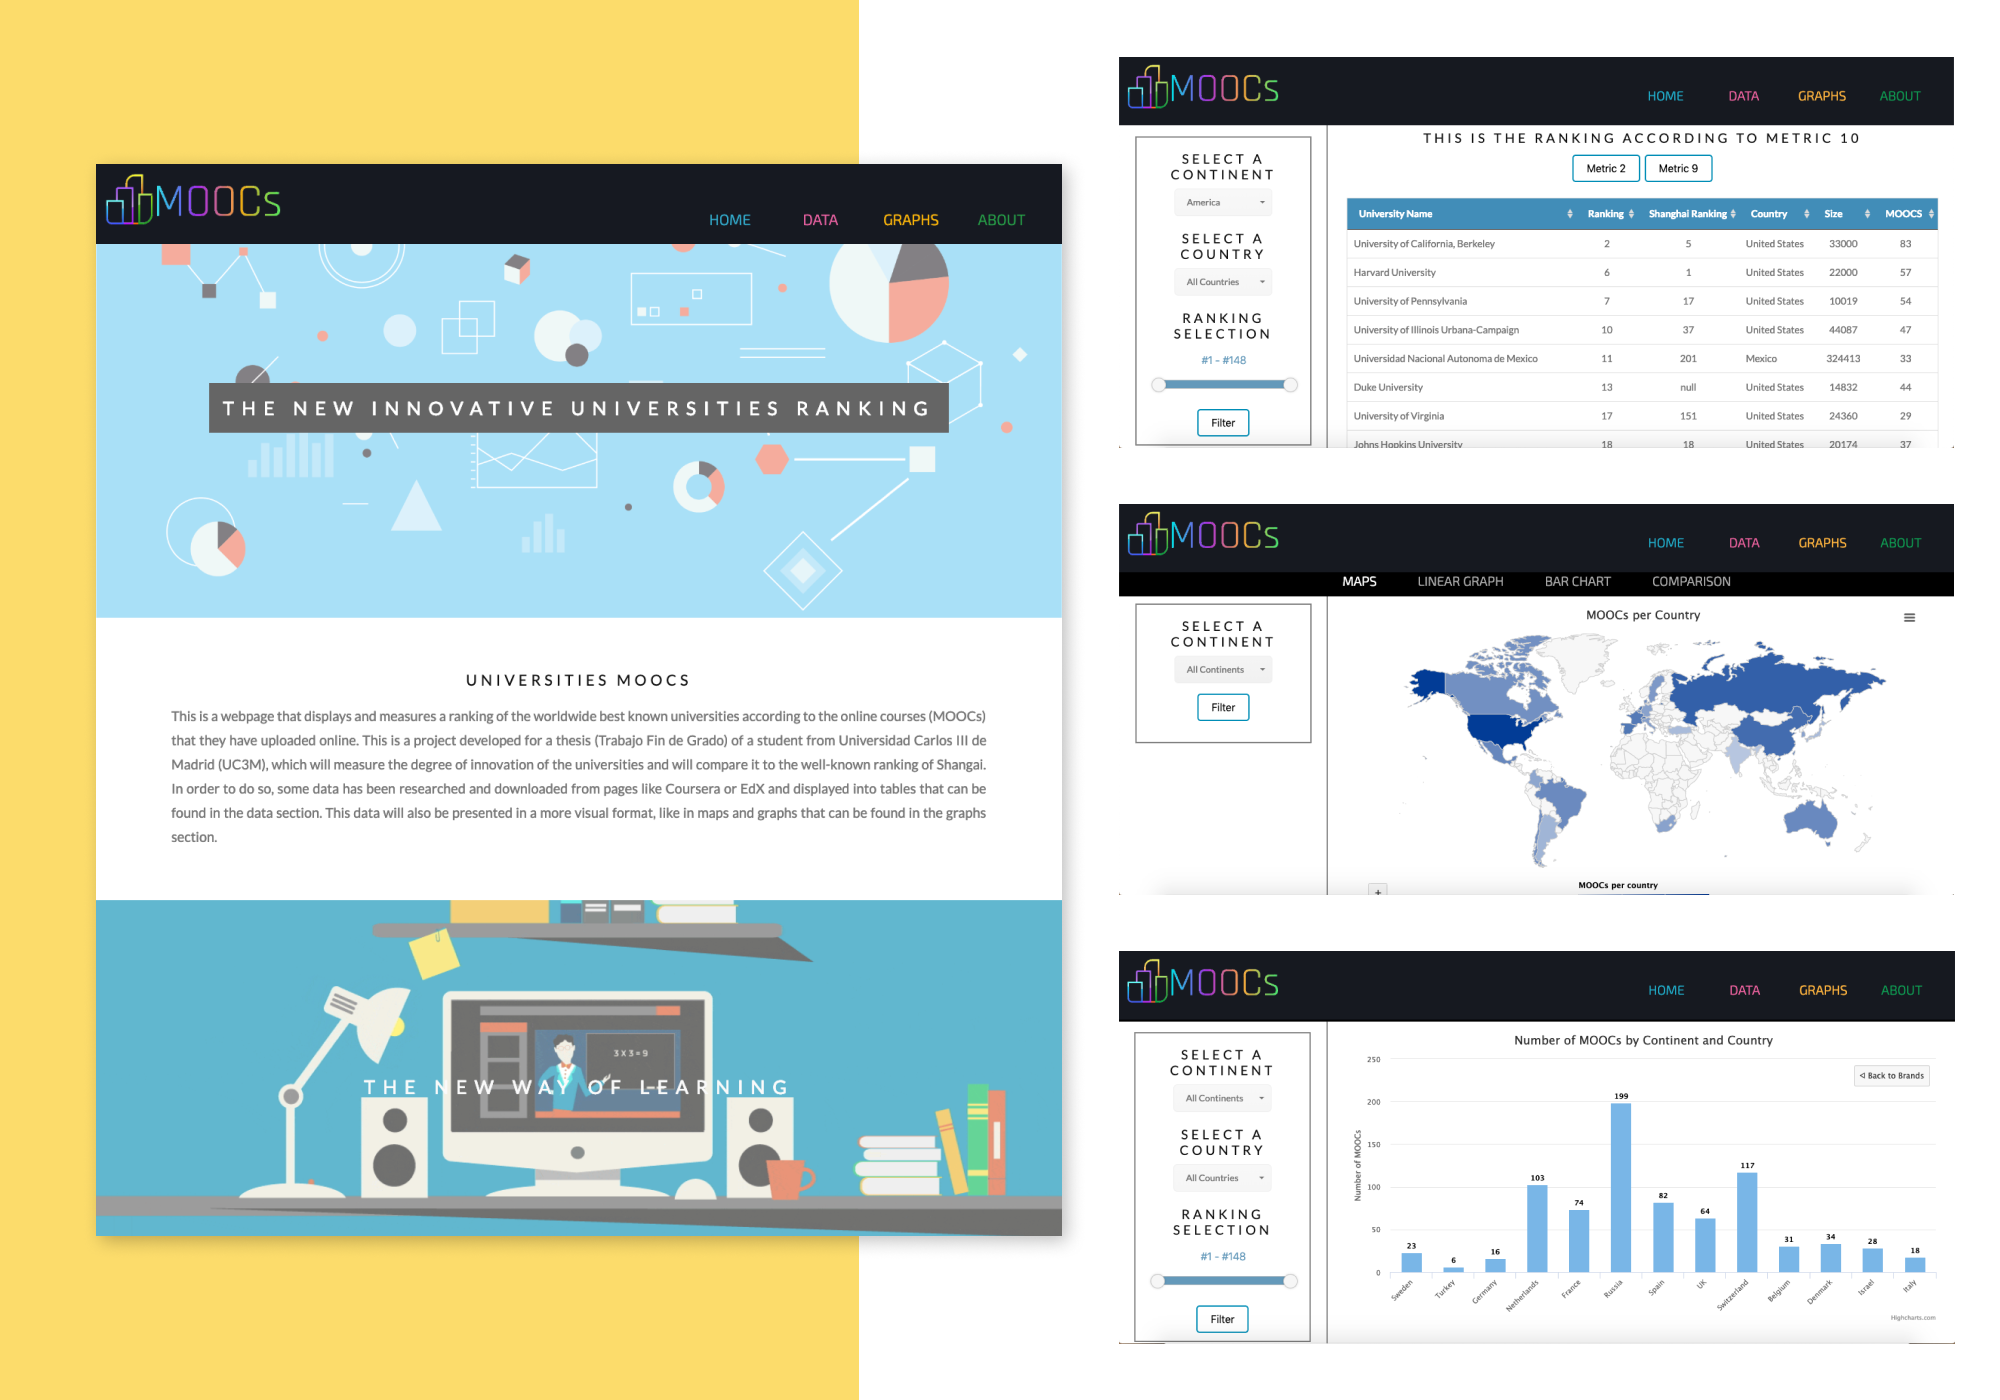 MOOCs
HOME DATA GRAPHS ABOUT
THE NEW INNOVATIVE UNIVERSITIES RANKING
UNIVERSITIES MOOCS
This is a webpage that displays and measures a ranking of the worldwide best known universities according to the online courses (MOOCs)
that they have uploaded online. This is a project developed for a thesis (Trabajo Fin de Grado) of a student from Universidad Carlos III de
Madrid (UC3M), which will measure the degree of innovation of the universities and will compare it to the well-known ranking of Shangai.
In order to do so, some data has been researched and downloaded from pages like Coursera or EdX and displayed into tables that can be
found in the data section. This data will also be presented in a more visual format, like in maps and graphs that can be found in the graphs
section.
3X3=9
THE NEW WAY OF LEARNING
MOOCs
HOME DATA GRAPHS ABOUT
SELECT A
CONTINENT
America
SELECT A
COUNTRY
All Countries
RANKING
SELECTION
#1 - #148
Filter
THIS IS THE RANKING ACCORDING TO METRIC 10
Metric 2 Metric 9
University Name Ranking Shanghai Ranking Country Size MOOCS
University of California, Berkeley 2 5 United States 33000 83
Harvard University 6 1 United States 22000 57
University of Pennsylvania 7 17 United States 10019 54
University of Illinois Urbana-Campaign 10 37 United States 44087 47
Universidad Nacional Autonoma de Mexico 11 201 Mexico 324413 33
Duke University 13 null United States 14832 44
University of Virginia 17 151 United States 24360 29
Johns Hopkins University 18 18 United States 20174 37
MOOCs
HOME DATA GRAPHS ABOUT
MAPS LINEAR GRAPH BAR CHART COMPARISON
SELECT A
CONTINENT
All Continents
Filter
MOOCs per Country
+
MOOCs per country
MOOCs
HOME DATA GRAPHS ABOUT
SELECT A
CONTINENT
All Continents
SELECT A
COUNTRY
All Countries
RANKING
SELECTION
#1 - #148
Filter
Number of MOOCs by Continent and Country
◁ Back to Brands
Number of MOOCs
250
200
150
100
50
0
23 6 16 103 74 199 82 64 117 31 34 28 18
Sweden Turkey Germany Netherlands France Russia Spain UK Switzerland Belgium Denmark Israel Italy
Highcharts.com